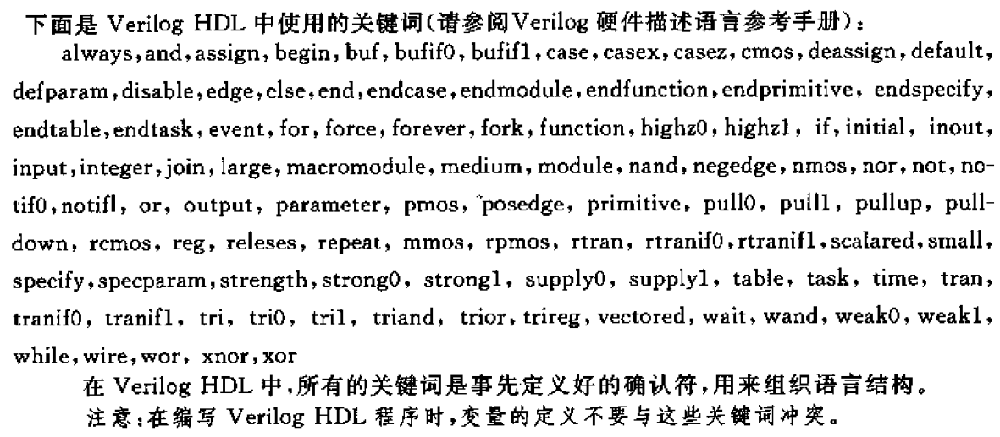 下面是 Verilog HDL 中使用的关键词(请参阅Verilog 硬件描述语言参考手册)：
always,and,assign, begin, buf, bufif0, bufif1, case, casex, casez, cmos, deassign, default,
defparam,disable,edge,else,end,endcase,endmodule,endfunction,endprimitive, endspecify,
endtable,endtask, event, for, force, forever, fork, function, highz0, highz1, if, initial, inout,
input,integer,join, large, macromodule, medium, module, nand, negedge, nmos, nor, not, no-
tif0,notif1, or, output, parameter, pmos, posedge, primitive, pull0, pull1, pullup, pull-
down, rcmos, reg, releses, repeat, mmos, rpmos, rtran, rtranif0,rtranif1,scalared,small,
specify,specparam,strength,strong0, strong1, supply0, supply1, table, task, time, tran,
tranif0, tranif1, tri, tri0, tri1, triand, trior, trireg, vectored, wait, wand, weak0, weak1,
while,wire,wor, xnor,xor
在 Verilog HDL 中,所有的关键词是事先定义好的确认符,用来组织语言结构。
注意:在编写 Verilog HDL 程序时,变量的定义不要与这些关键词冲突。